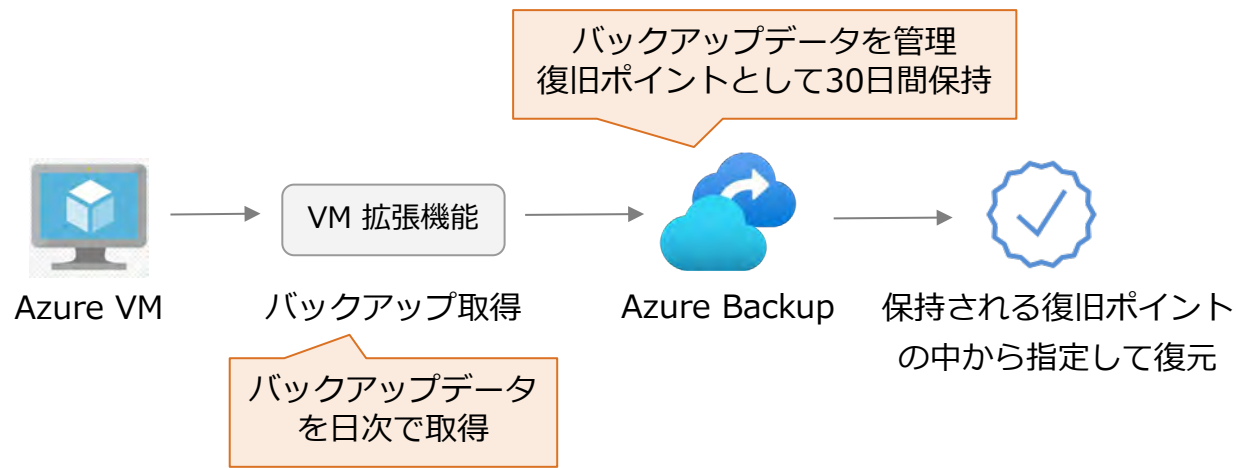 バックアップデータを管理
復旧ポイントとして30日間保持
VM 拡張機能
Azure VM
バックアップ取得
Azure Backup
保持される復旧ポイント
の中から指定して復元
バックアップデータ
を日次で取得